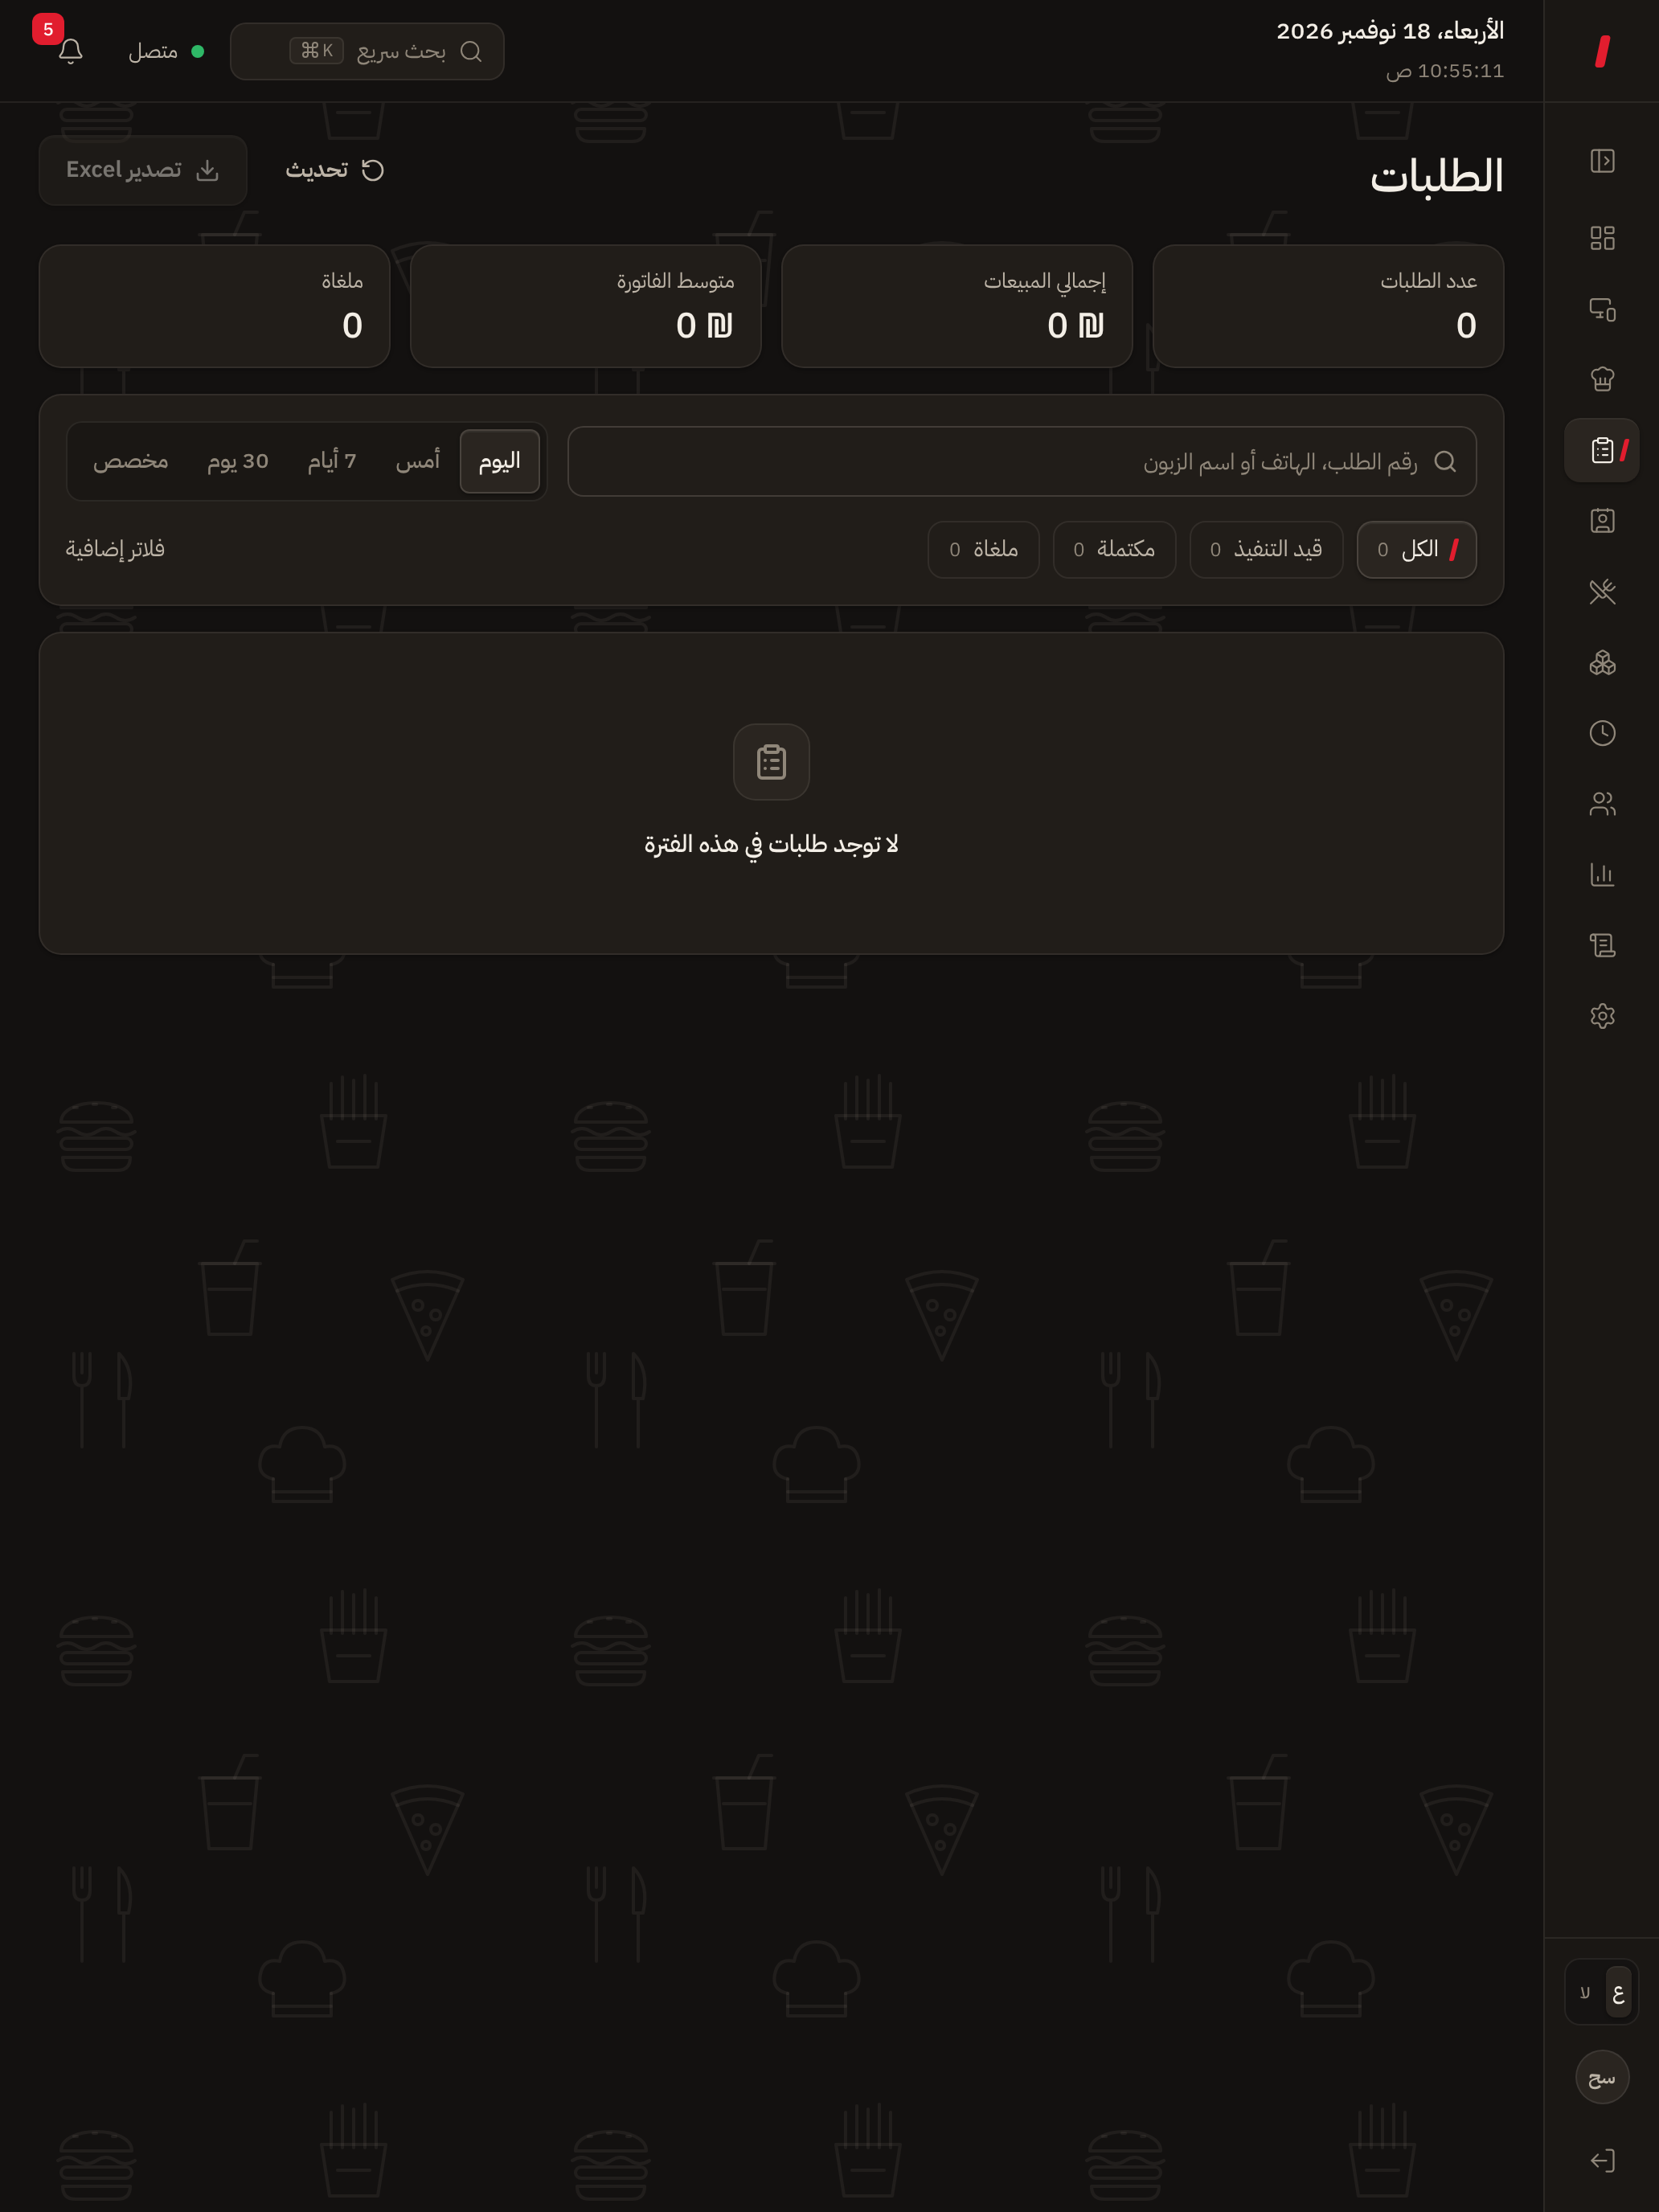 الأربعاء، 18 نوفمبر 2026
10:55:11 ص
بحث سريع ⌘K
متصل
5
الطلبات
تحديث
تصدير Excel
عدد الطلبات
0
إجمالي المبيعات
₪ 0
متوسط الفاتورة
₪ 0
ملغاة
0
رقم الطلب، الهاتف أو اسم الزبون
اليوم
أمس
7 أيام
30 يوم
مخصص
الكل 0
قيد التنفيذ 0
مكتملة 0
ملغاة 0
فلاتر إضافية
لا توجد طلبات في هذه الفترة
ع
لا
سح